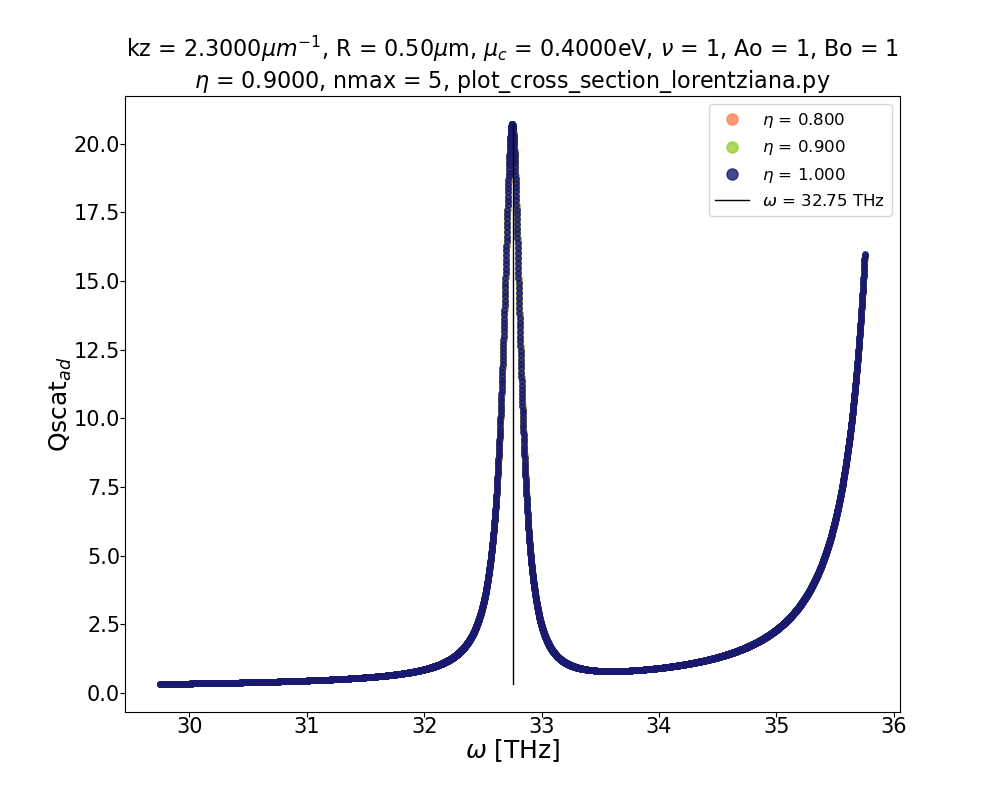 kz = 2.3000μm⁻¹, R = 0.50μm, μ_c = 0.4000eV, ν = 1, Ao = 1, Bo = 1
η = 0.9000, nmax = 5, plot_cross_section_lorentziana.py
η = 0.800
η = 0.900
η = 1.000
ω = 32.75 THz
20.0
17.5
15.0
12.5
10.0
7.5
5.0
2.5
0.0
Qscat_ad
30 31 32 33 34 35 36
ω [THz]